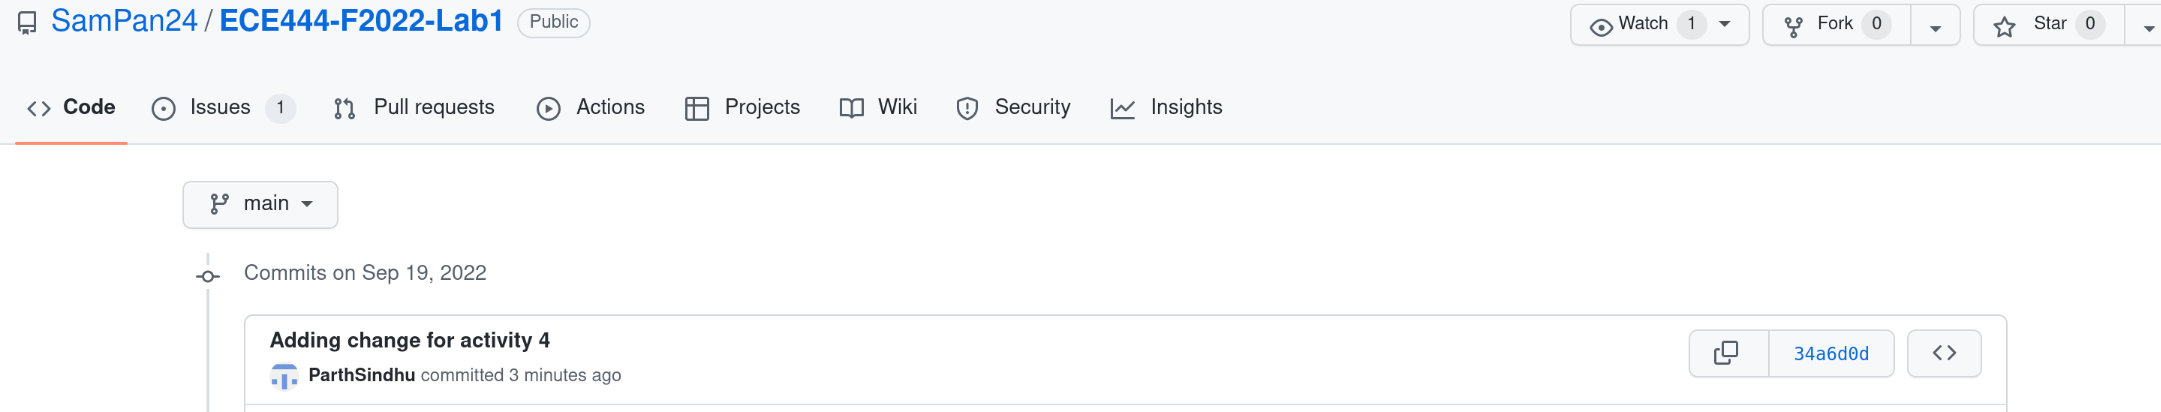 SamPan24 / ECE444-F2022-Lab1 Public Watch 1 Fork 0 Star 0
Code Issues 1 Pull requests Actions Projects Wiki Security Insights
main
Commits on Sep 19, 2022
Adding change for activity 4
34a6d0d
ParthSindhu committed 3 minutes ago